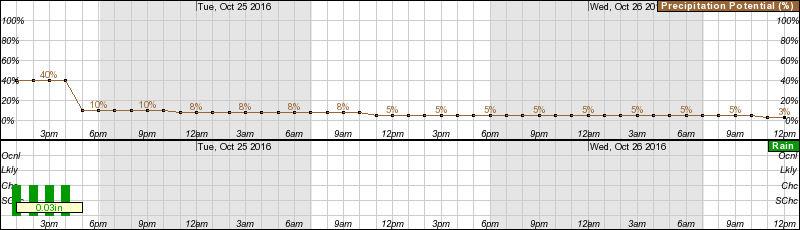 Tue, Oct 25 2016 Wed, Oct 26 201 Precipitation Potential (%)
100% 100%
80% 80%
60% 60%
40% 40% 40%
20% 20%
10% 10% 8% 8% 8% 8% 5% 5% 5% 5% 5% 5% 5% 5% 3%
0% 0%
3pm 6pm 9pm 12am 3am 6am 9am 12pm 3pm 6pm 9pm 12am 3am 6am 9am 12pm
Tue, Oct 25 2016 Wed, Oct 26 2016 Rain
Ocnl Ocnl
Lkly Lkly
Chc Chc
SChc SChc
0.03in
3pm 6pm 9pm 12am 3am 6am 9am 12pm 3pm 6pm 9pm 12am 3am 6am 9am 12pm